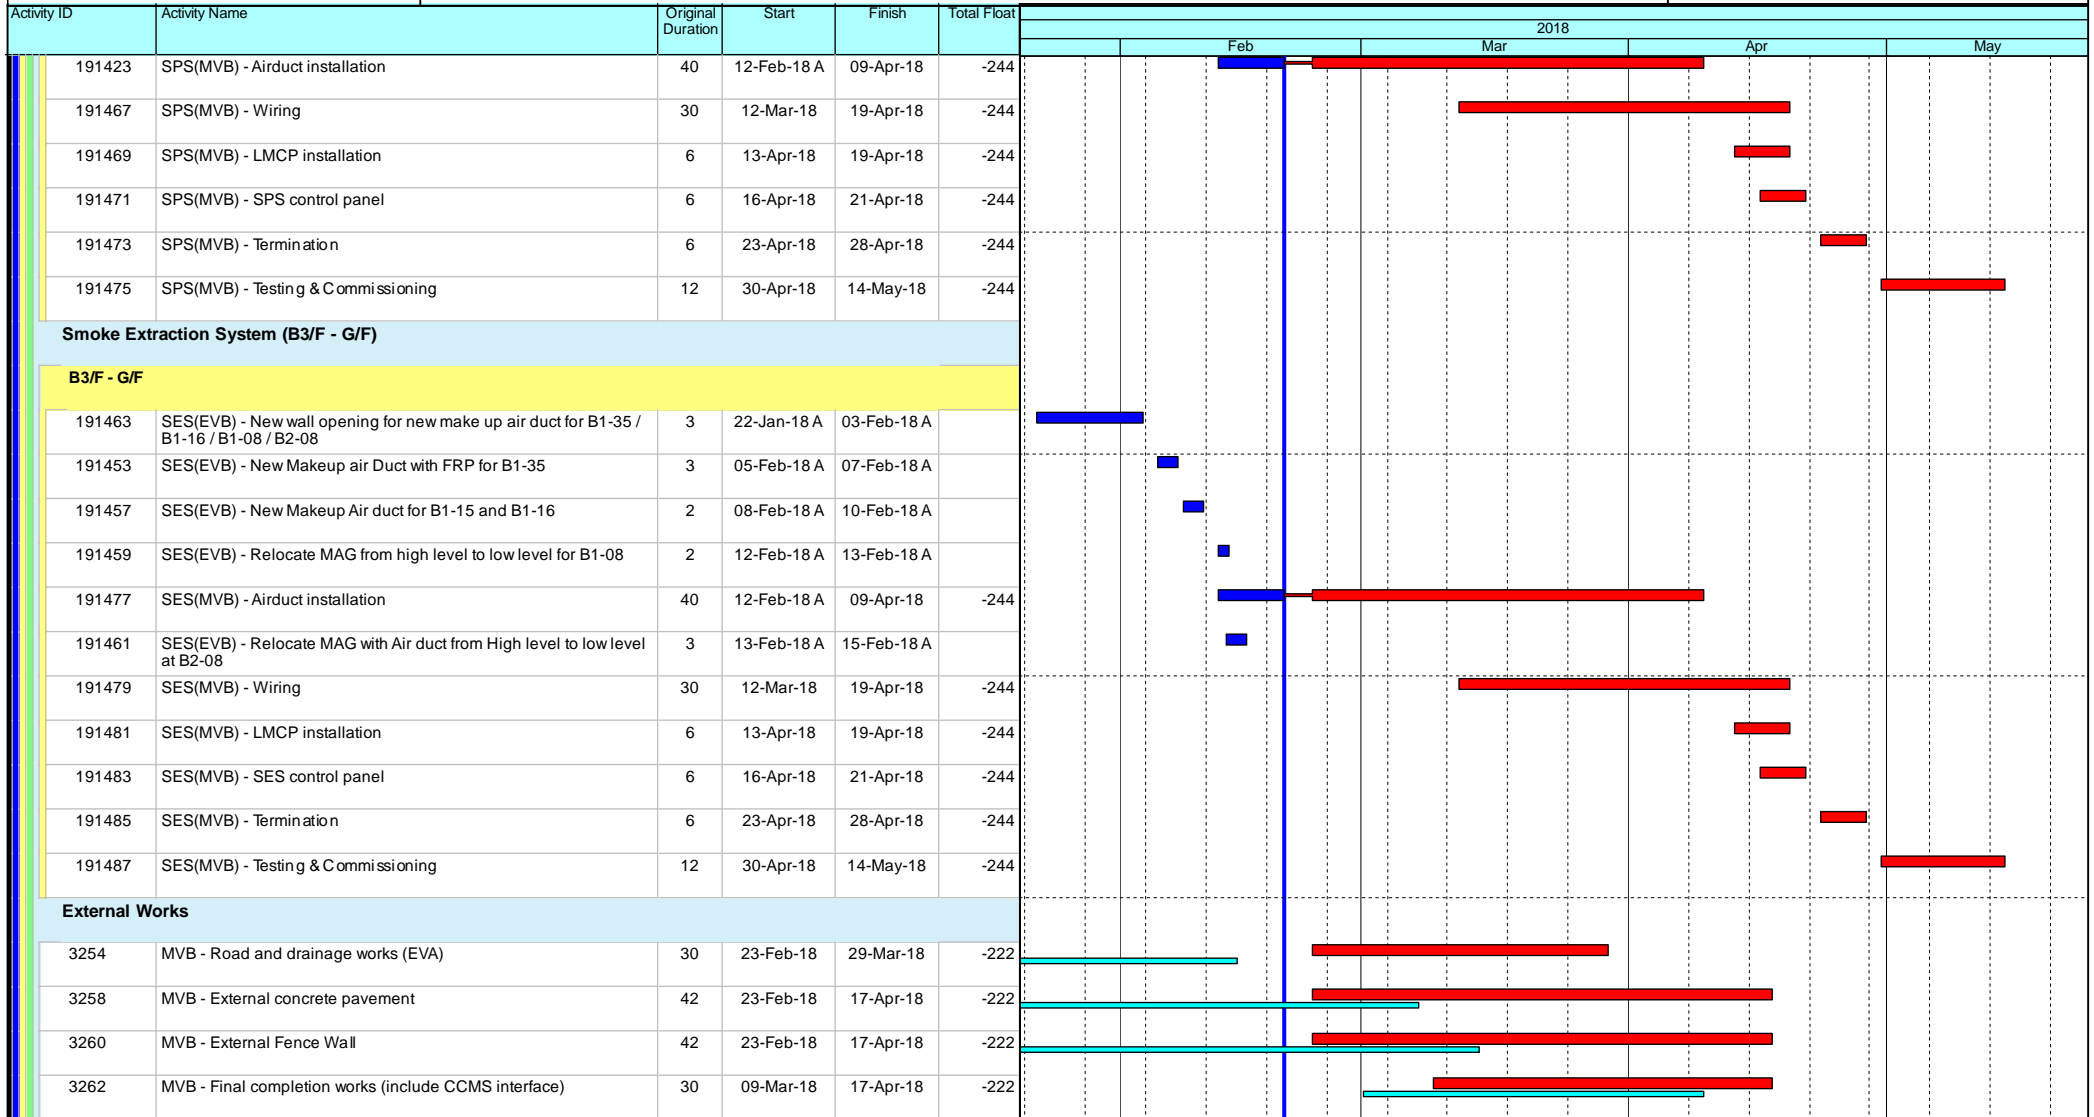 Activity ID Activity Name Original Duration Start Finish Total Float
2018
Feb Mar Apr May
191423 SPS(MVB) - Airduct installation 40 12-Feb-18 A 09-Apr-18 -244
191467 SPS(MVB) - Wiring 30 12-Mar-18 19-Apr-18 -244
191469 SPS(MVB) - LMCP installation 6 13-Apr-18 19-Apr-18 -244
191471 SPS(MVB) - SPS control panel 6 16-Apr-18 21-Apr-18 -244
191473 SPS(MVB) - Termination 6 23-Apr-18 28-Apr-18 -244
191475 SPS(MVB) - Testing & Commissioning 12 30-Apr-18 14-May-18 -244
Smoke Extraction System (B3/F - G/F)
B3/F - G/F
191463 SES(EVB) - New wall opening for new make up air duct for B1-35 / 3 22-Jan-18 A 03-Feb-18 A
B1-16 / B1-08 / B2-08
191453 SES(EVB) - New Makeup air Duct with FRP for B1-35 3 05-Feb-18 A 07-Feb-18 A
191457 SES(EVB) - New Makeup Air duct for B1-15 and B1-16 2 08-Feb-18 A 10-Feb-18 A
191459 SES(EVB) - Relocate MAG from high level to low level for B1-08 2 12-Feb-18 A 13-Feb-18 A
191477 SES(MVB) - Airduct installation 40 12-Feb-18 A 09-Apr-18 -244
191461 SES(EVB) - Relocate MAG with Air duct from High level to low level 3 13-Feb-18 A 15-Feb-18 A
at B2-08
191479 SES(MVB) - Wiring 30 12-Mar-18 19-Apr-18 -244
191481 SES(MVB) - LMCP installation 6 13-Apr-18 19-Apr-18 -244
191483 SES(MVB) - SES control panel 6 16-Apr-18 21-Apr-18 -244
191485 SES(MVB) - Termination 6 23-Apr-18 28-Apr-18 -244
191487 SES(MVB) - Testing & Commissioning 12 30-Apr-18 14-May-18 -244
External Works
3254 MVB - Road and drainage works (EVA) 30 23-Feb-18 29-Mar-18 -222
3258 MVB - External concrete pavement 42 23-Feb-18 17-Apr-18 -222
3260 MVB - External Fence Wall 42 23-Feb-18 17-Apr-18 -222
3262 MVB - Final completion works (include CCMS interface) 30 09-Mar-18 17-Apr-18 -222